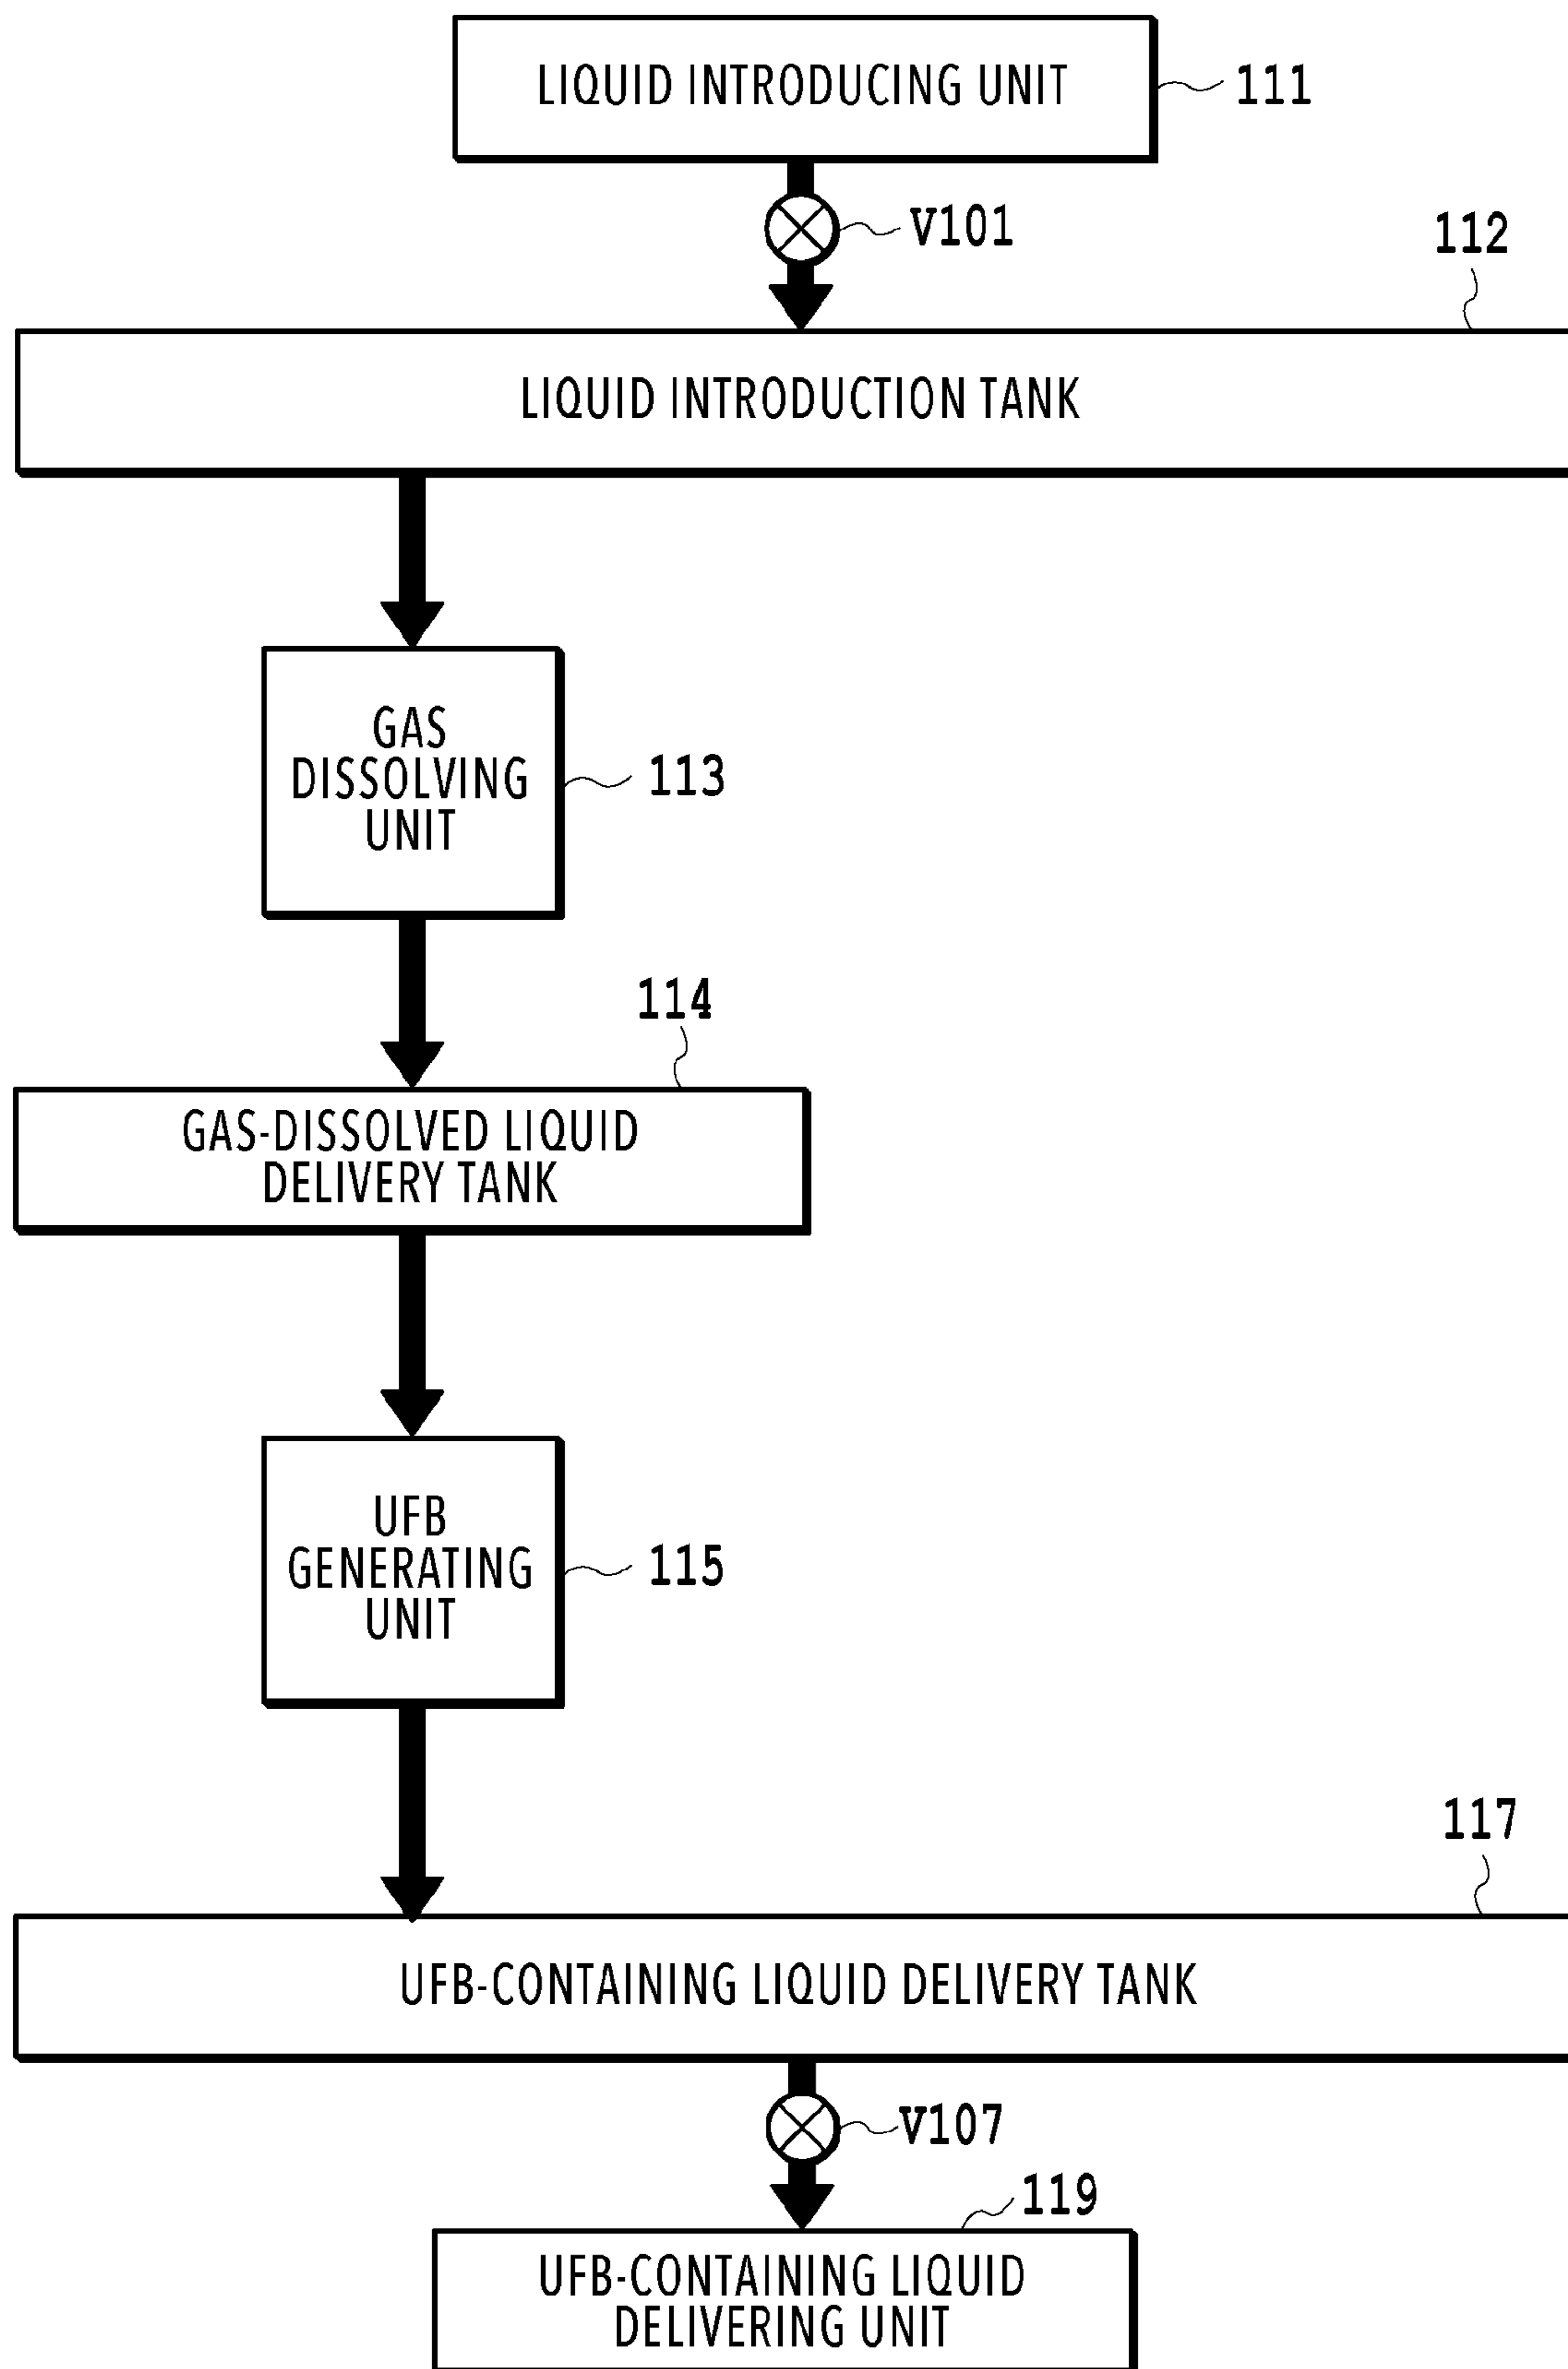 LIQUID INTRODUCING UNIT
111
V101
112
LIQUID INTRODUCTION TANK
GAS
DISSOLVING
UNIT
113
114
GAS-DISSOLVED LIQUID
DELIVERY TANK
UFB
GENERATING
UNIT
115
117
UFB-CONTAINING LIQUID DELIVERY TANK
V107
119
UFB-CONTAINING LIQUID
DELIVERING UNIT